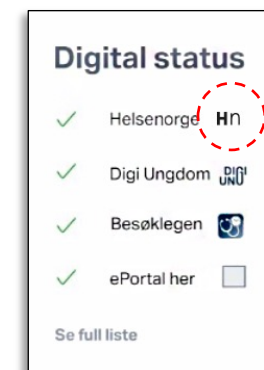 Digital status
Helsenorge Hn
Digi Ungdom DIGI
UNG
Besøklegen
ePortal her
Se full liste